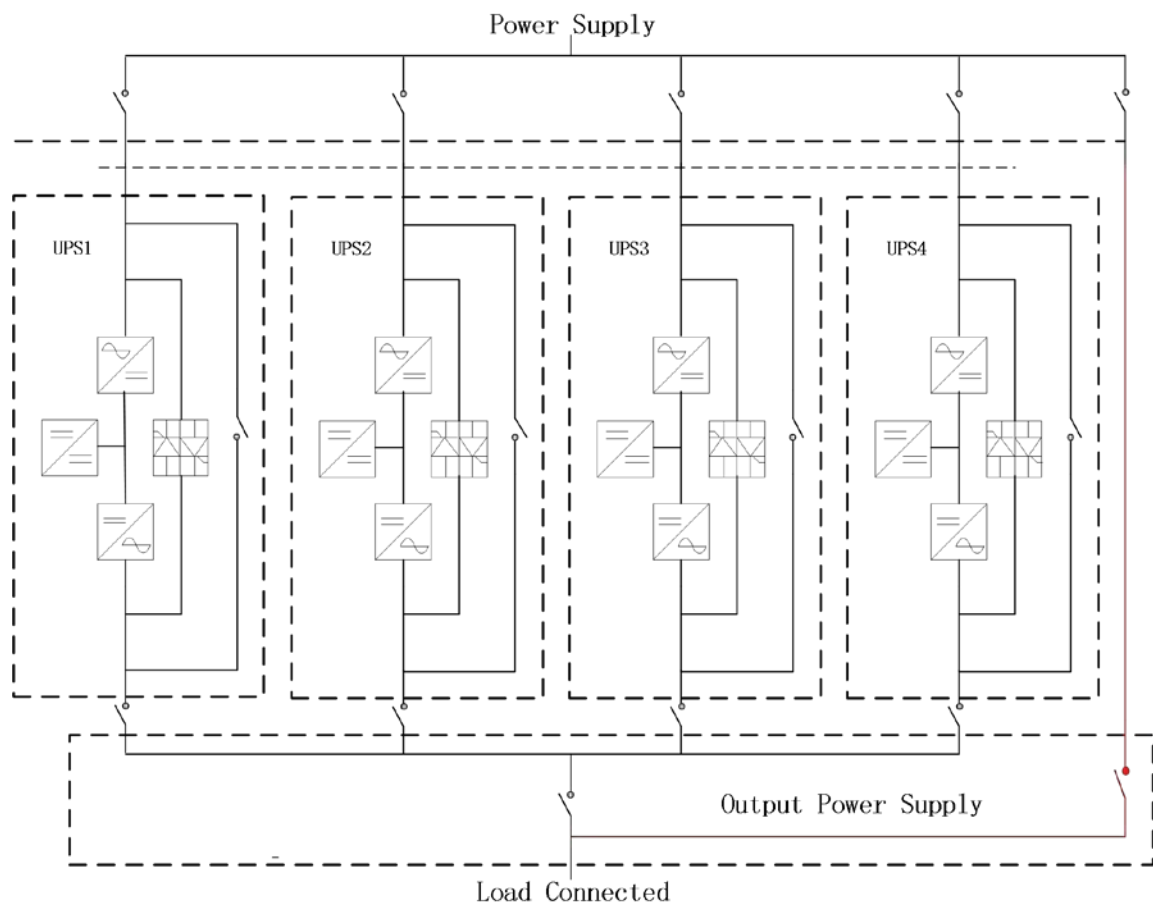 Power Supply
UPS1
UPS2
UPS3
UPS4
Output Power Supply
Load Connected